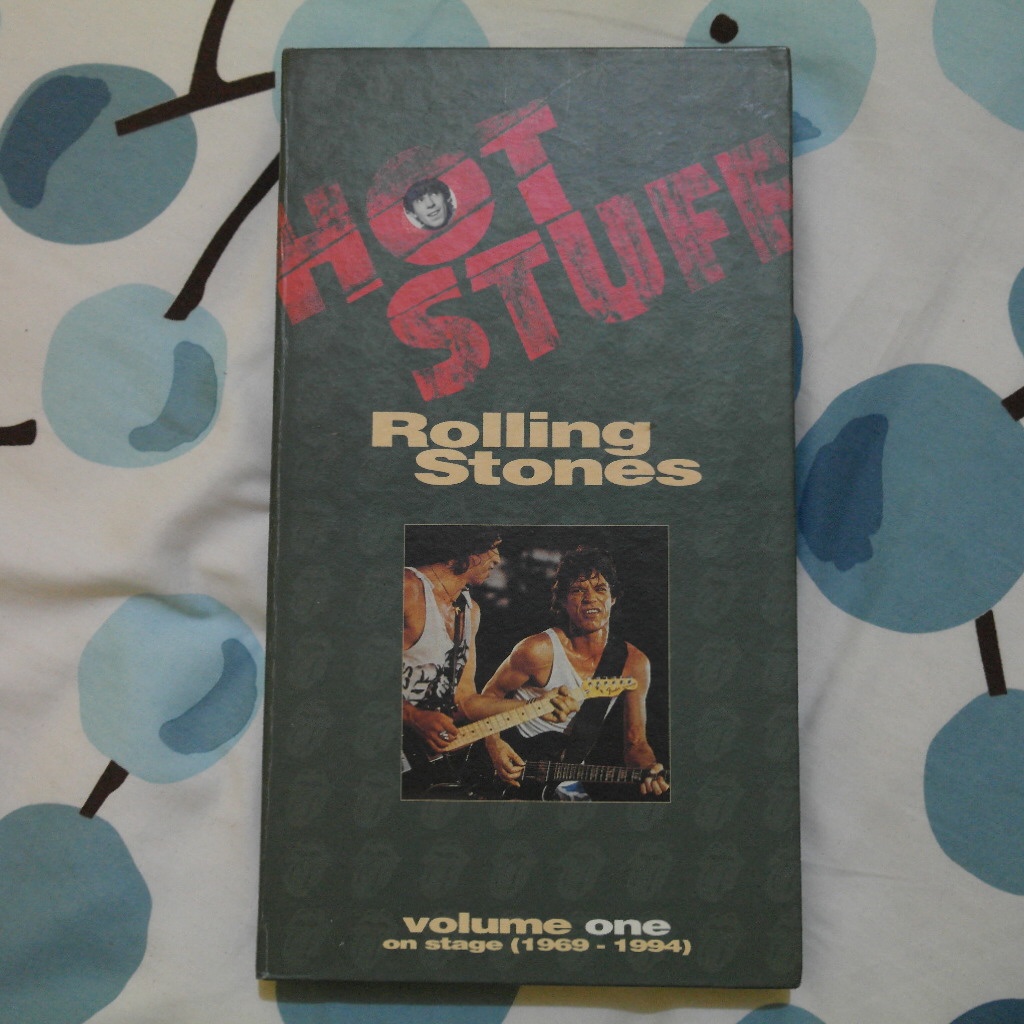 HOT
STUFF
Rolling
Stones
volume one
on stage (1969 - 1994)